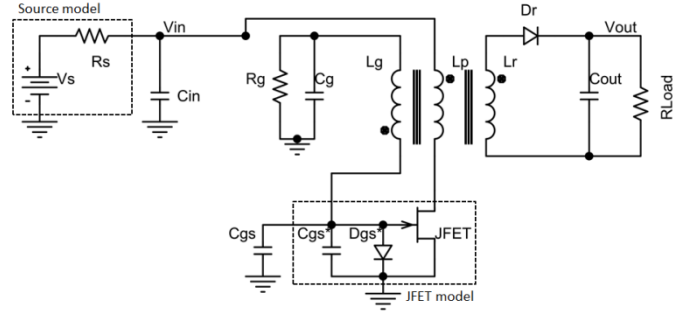 Source model
Dr
Vin
Vout
Rs
Vs
Cin
Rg
Cg
Lg
Lp
Lr
Cout
RLoad
Cgs
Cgs*
Dgs*
JFET
JFET model
+
-